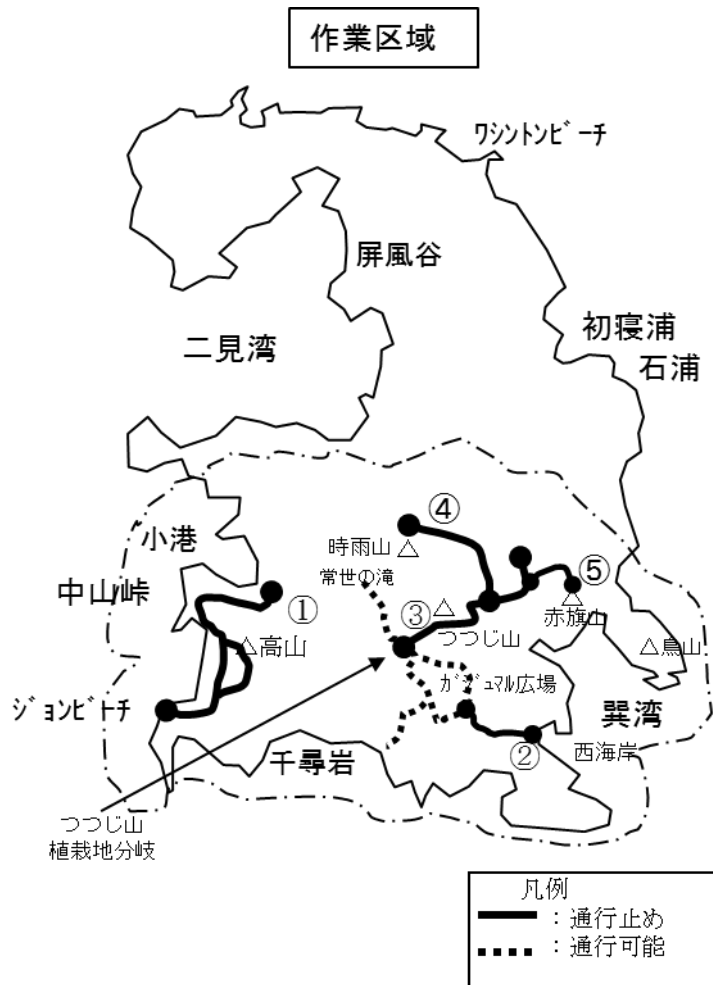 作業区域
ワシントンビーチ
屏風谷
初寝浦
石浦
二見湾
小港
時雨山
④
常世の滝
⑤
中山峠
①
③
赤旗山
高山
つつじ山
鳥山
ジョンビーチ
ガジュマル広場
巽湾
千尋岩
②
西海岸
つつじ山
植栽地分岐
凡例
：通行止め
：通行可能